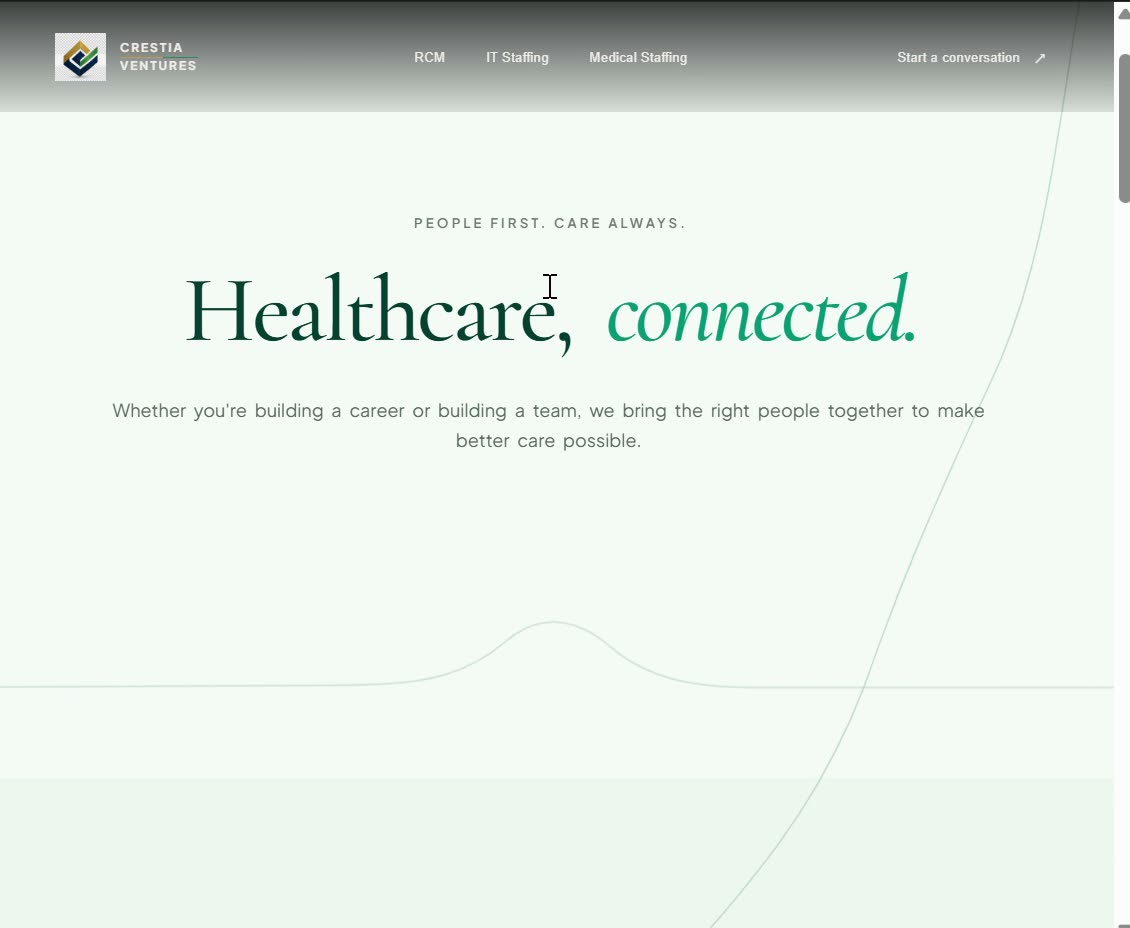 CRESTIA
VENTURES
RCM
IT Staffing
Medical Staffing
Start a conversation ↗
PEOPLE FIRST. CARE ALWAYS.
Healthcare, connected.
Whether you're building a career or building a team, we bring the right people together to make
better care possible.